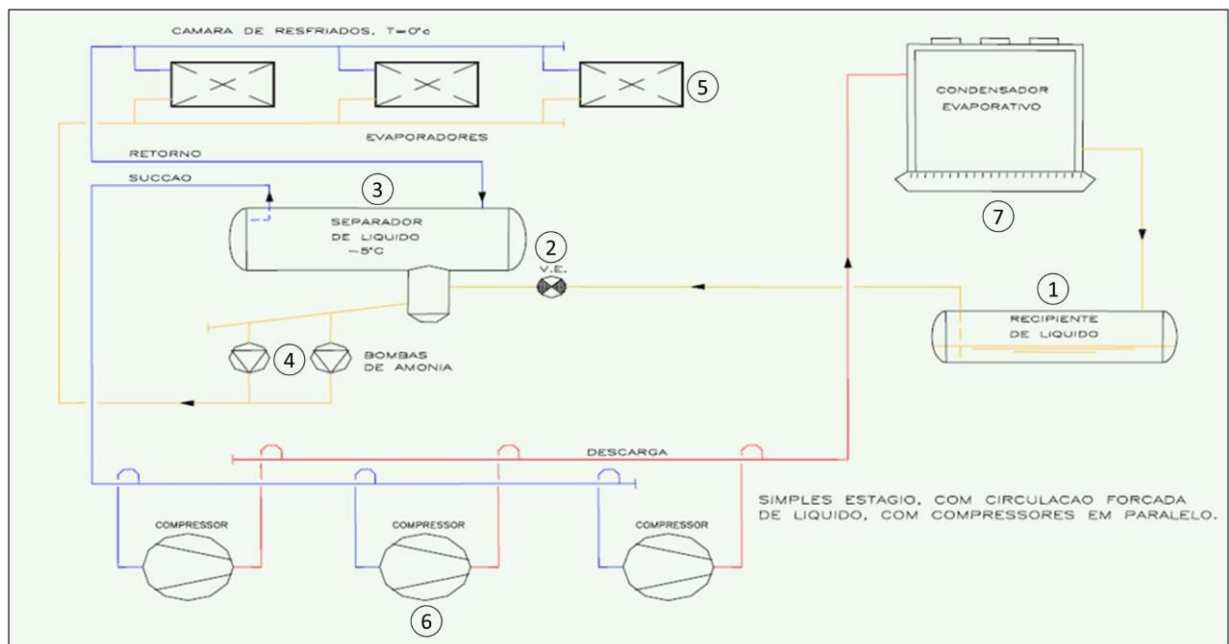 CAMARA DE RESFRIADOS, T=0°c
5
EVAPORADORES
CONDENSADOR
EVAPORATIVO
7
RETORNO
SUCCAO
3
SEPARADOR
DE LIQUIDO
-5°C
2
V.E.
1
RECIPIENTE
DE LIQUIDO
4
BOMBAS
DE AMONIA
DESCARGA
SIMPLES ESTAGIO, COM CIRCULACAO FORCADA
DE LIQUIDO, COM COMPRESSORES EM PARALELO.
COMPRESSOR
COMPRESSOR
COMPRESSOR
6